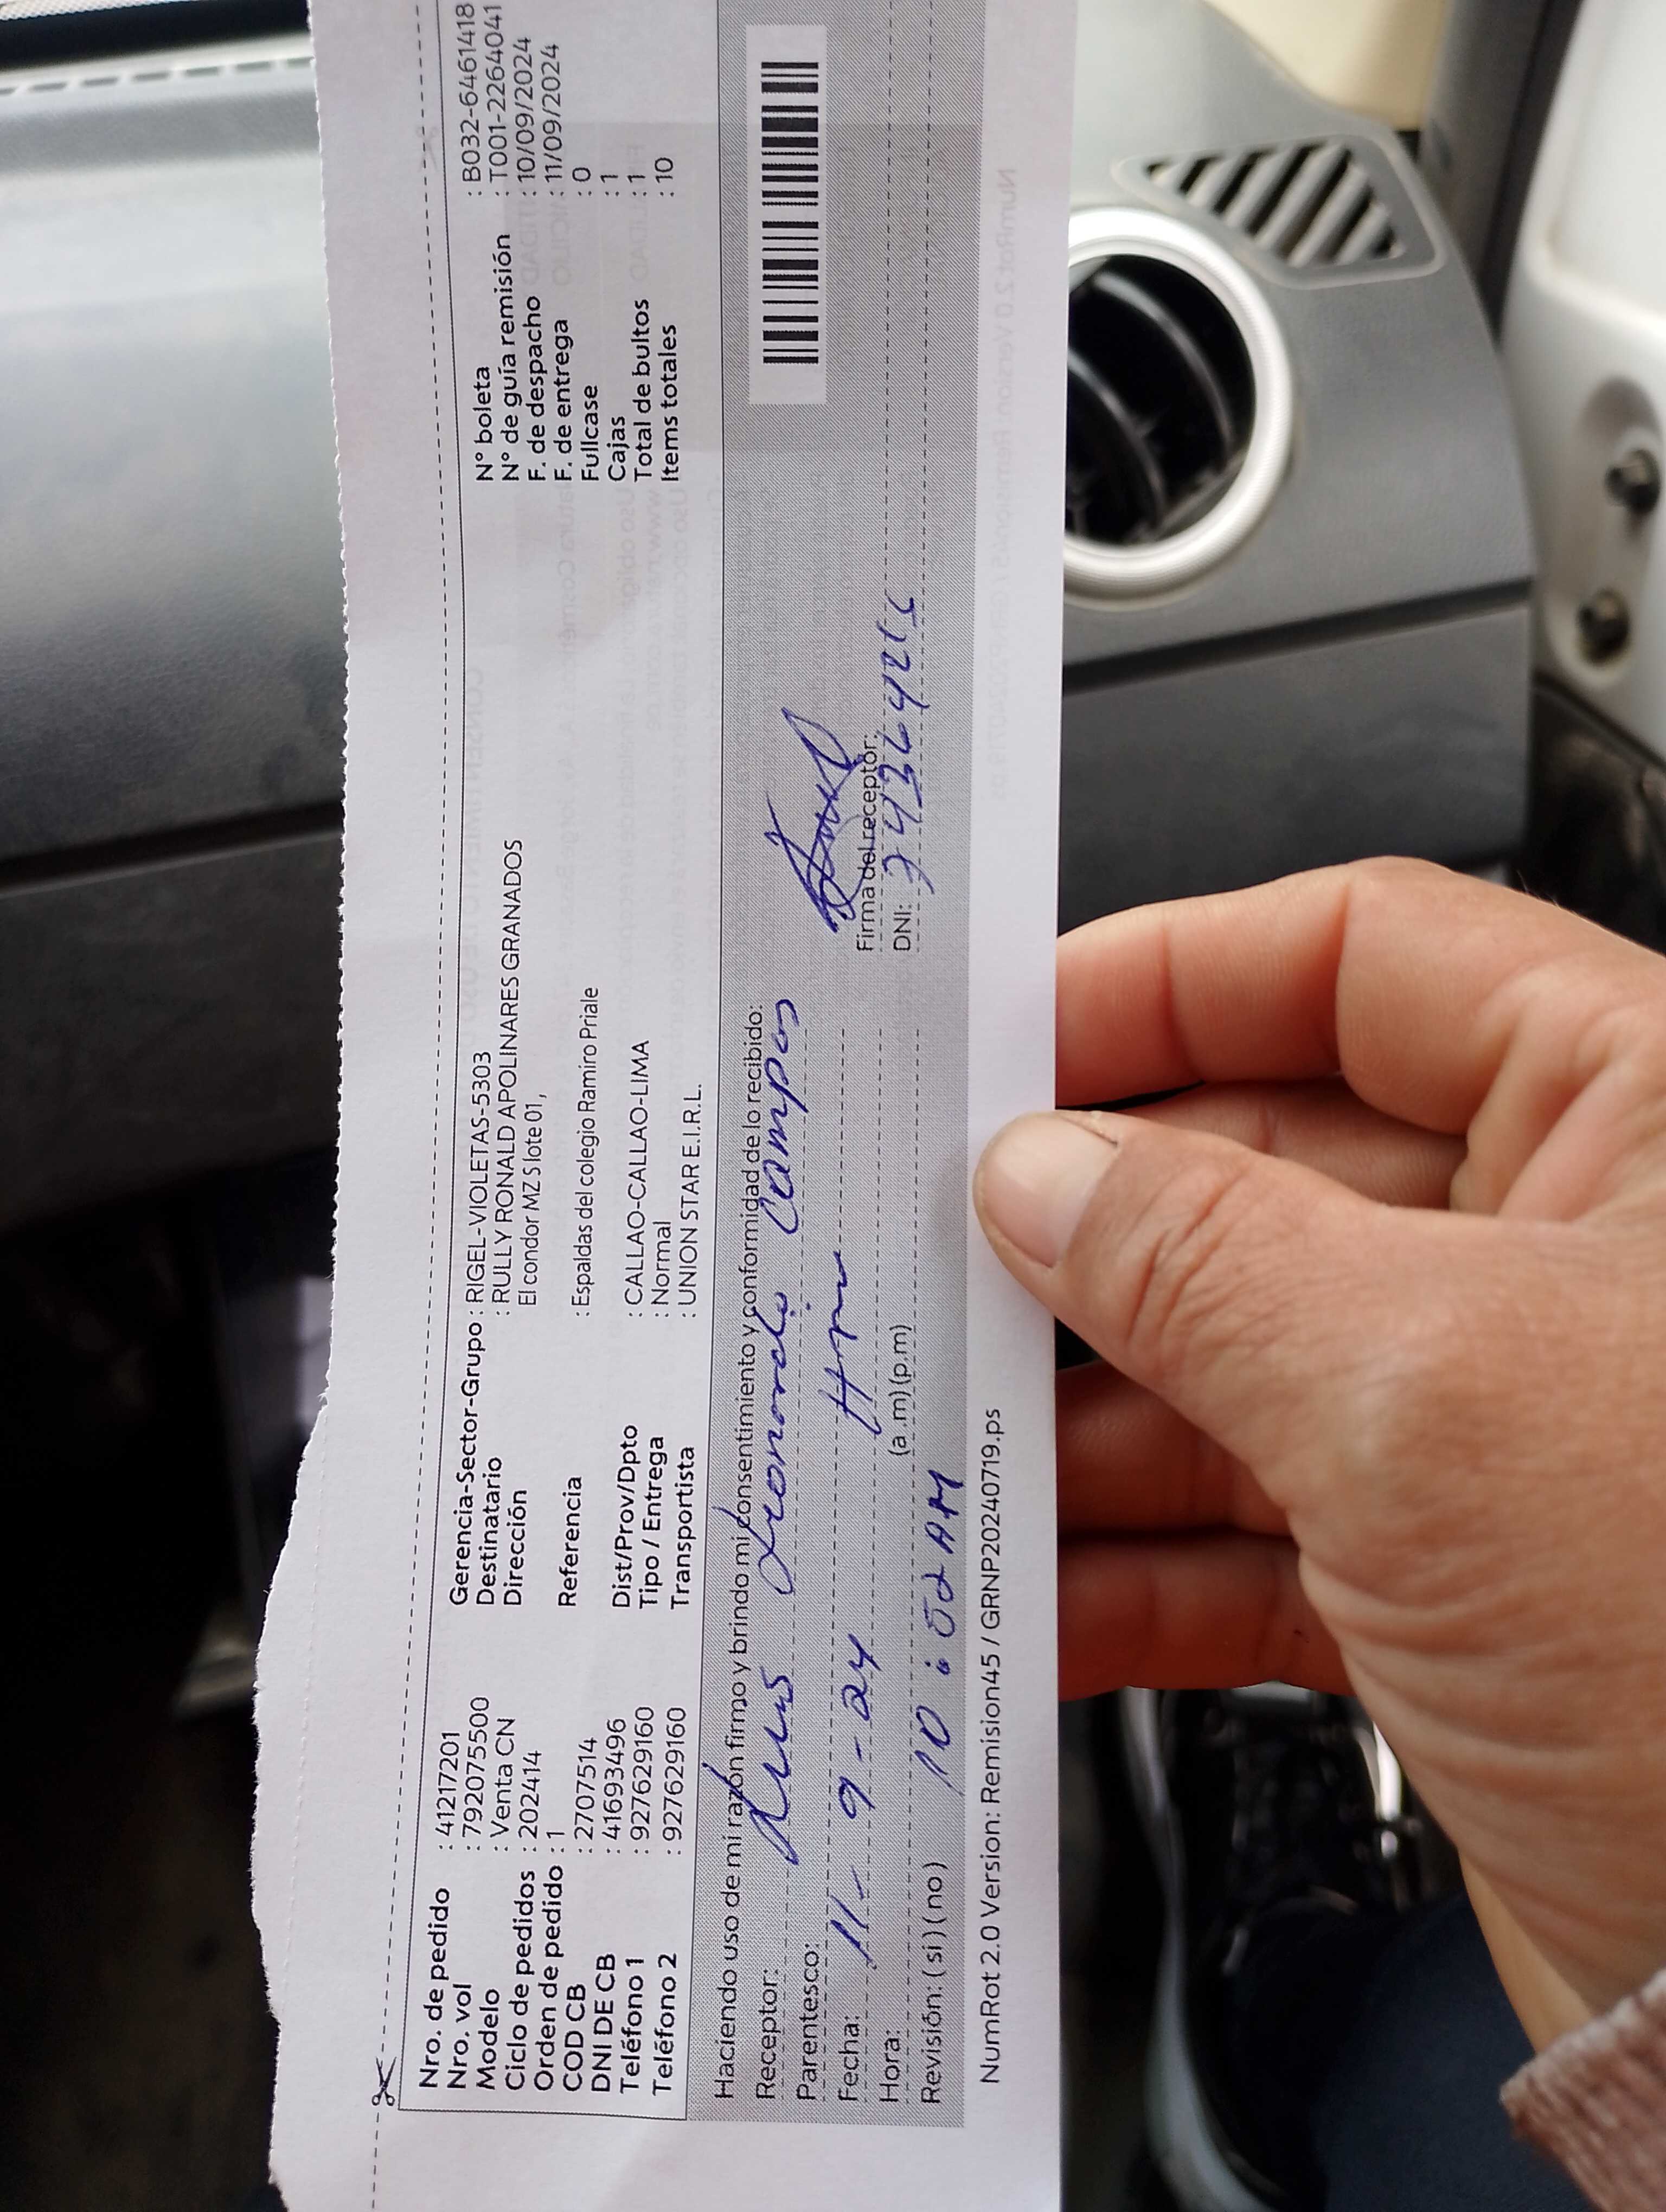 Nro. de pedido : 41217201
Nro. vol : 792075500
Modelo : Venta CN
Ciclo de pedidos : 202414
Orden de pedido : 1
COD CB : 2707514
DNI DE CB : 41693496
Teléfono 1 : 927629160
Teléfono 2 : 927629160
Gerencia-Sector-Grupo : RIGEL-VIOLETAS-5303
Destinatario : RULLY RONALD APOLINARES GRANADOS
Dirección El condor MZ S lote 01,
Referencia : Espaldas del colegio Ramiro Priale
Dist/Prov/Dpto : CALLAO-CALLAO-LIMA
Tipo / Entrega : Normal
Transportista : UNION STAR E.I.R.L.
N° boleta : B032-6461418
N° de guía remisión : T001-2264041
F. de despacho : 10/09/2024
F. de entrega : 11/09/2024
Fullcase : 0
Cajas : 1
Total de bultos : 1
Items totales : 10
Haciendo uso de mi razón firmo y brindo mi consentimiento y conformidad de lo recibido:
Receptor: Luis Leonardo Campos
Parentesco:
Fecha: 11-9-24
Hora: (a.m) (p.m)
Revisión: (si) (no) 10:02 AM
Firma del receptor:
DNI:
NumRot 2.0 Version: Remision45 / GRNP20240719.ps